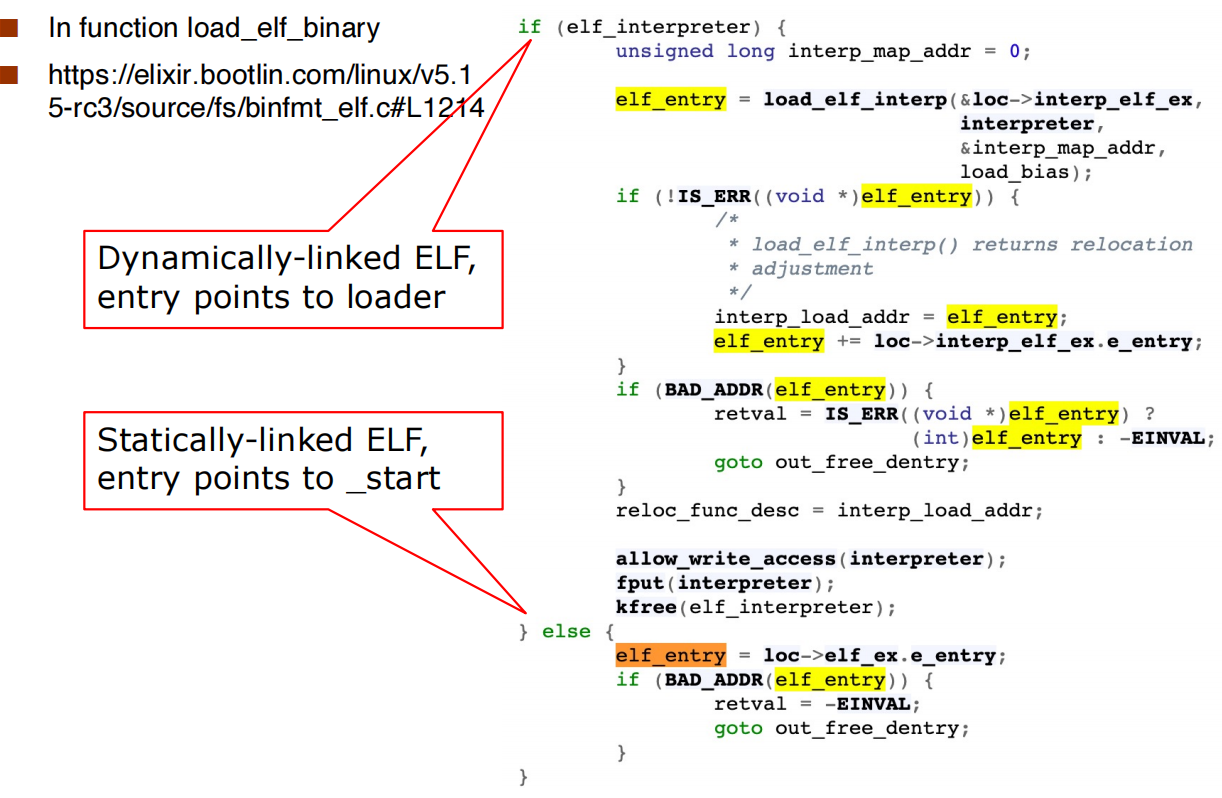 In function load_elf_binary
https://elixir.bootlin.com/linux/v5.1
5-rc3/source/fs/binfmt_elf.c#L1214
Dynamically-linked ELF,
entry points to loader
Statically-linked ELF,
entry points to _start
if (elf_interpreter) {
unsigned long interp_map_addr = 0;
elf_entry = load_elf_interp(&loc->interp_elf_ex,
interpreter,
&interp_map_addr,
load_bias);
if (!IS_ERR((void *)elf_entry)) {
/*
* load_elf_interp() returns relocation
* adjustment
*/
interp_load_addr = elf_entry;
elf_entry += loc->interp_elf_ex.e_entry;
}
if (BAD_ADDR(elf_entry)) {
retval = IS_ERR((void *)elf_entry) ?
(int)elf_entry : -EINVAL;
goto out_free_dentry;
}
reloc_func_desc = interp_load_addr;
allow_write_access(interpreter);
fput(interpreter);
kfree(elf_interpreter);
} else {
elf_entry = loc->elf_ex.e_entry;
if (BAD_ADDR(elf_entry)) {
retval = -EINVAL;
goto out_free_dentry;
}
}